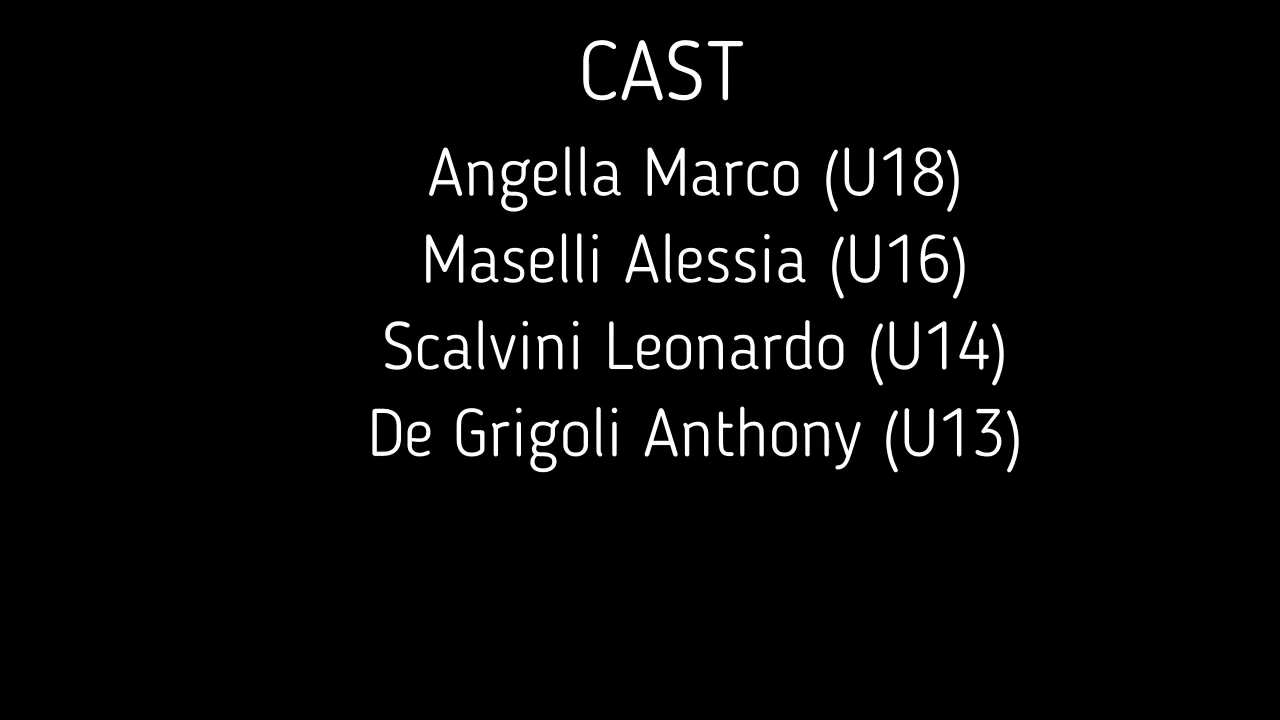 CAST
Angella Marco (U18)
Maselli Alessia (U16)
Scalvini Leonardo (U14)
De Grigoli Anthony (U13)